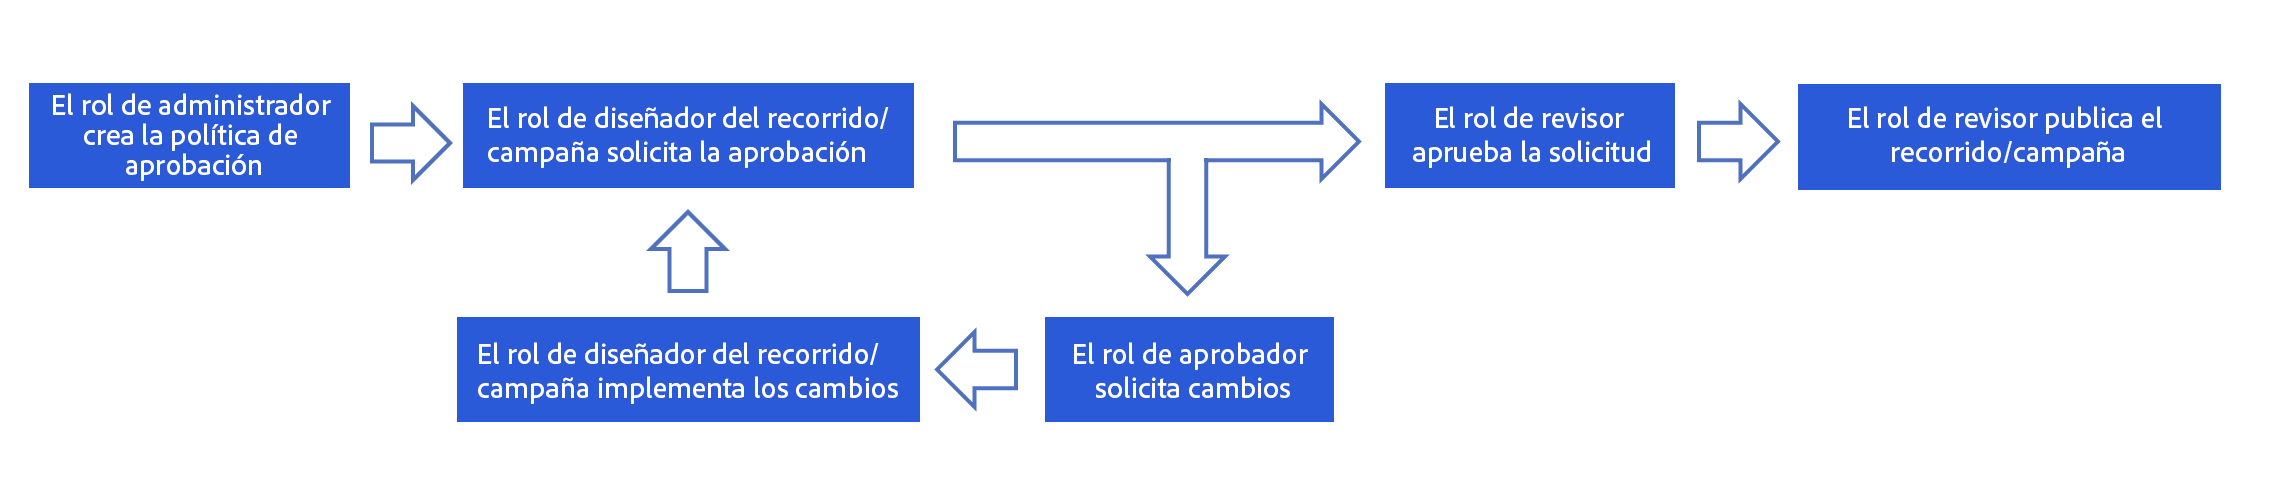 El rol de administrador
crea la política de
aprobación
El rol de diseñador del recorrido/
campaña solicita la aprobación
El rol de revisor
aprueba la solicitud
El rol de revisor publica el
recorrido/campaña
El rol de diseñador del recorrido/
campaña implementa los cambios
El rol de aprobador
solicita cambios